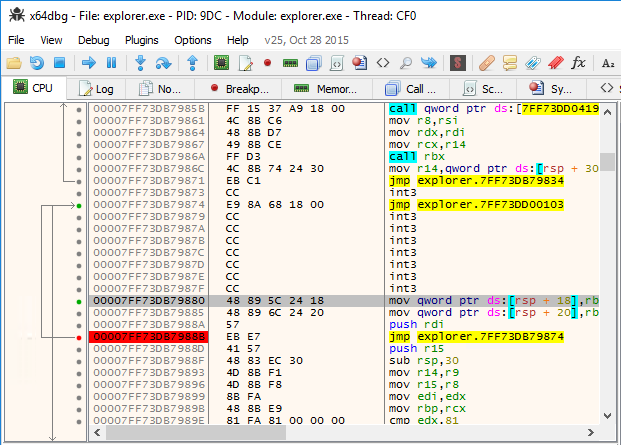 x64dbg - File: explorer.exe - PID: 9DC - Module: explorer.exe - Thread: CF0
File View Debug Plugins Options Help v25, Oct 28 2015
CPU Log No... Breakp... Memor... Call ... Sc... Sy...
00007FF73DB7985B FF 15 37 A9 18 00 call qword ptr ds:[7FF73DD0419
00007FF73DB79861 4C 8B C6 mov r8,rsi
00007FF73DB79864 48 8B D7 mov rdx,rdi
00007FF73DB79867 49 8B CE mov rcx,r14
00007FF73DB7986A FF D3 call rbx
00007FF73DB7986C 4C 8B 74 24 30 mov r14,qword ptr ds:[rsp + 30
00007FF73DB79871 EB C1 jmp explorer.7FF73DB79834
00007FF73DB79873 CC int3
00007FF73DB79874 E9 8A 68 18 00 jmp explorer.7FF73DD00103
00007FF73DB79879 CC int3
00007FF73DB7987A CC int3
00007FF73DB7987B CC int3
00007FF73DB7987C CC int3
00007FF73DB7987D CC int3
00007FF73DB7987E CC int3
00007FF73DB7987F CC int3
00007FF73DB79880 48 89 5C 24 18 mov qword ptr ds:[rsp + 18],rb
00007FF73DB79885 48 89 6C 24 20 mov qword ptr ds:[rsp + 20],rb
00007FF73DB7988A 57 push rdi
00007FF73DB7988B EB E7 jmp explorer.7FF73DB79874
00007FF73DB7988D 41 57 push r15
00007FF73DB7988F 48 83 EC 30 sub rsp,30
00007FF73DB79893 4D 8B F1 mov r14,r9
00007FF73DB79896 4D 8B F8 mov r15,r8
00007FF73DB79899 8B FA mov edi,edx
00007FF73DB7989B 48 8B E9 mov rbp,rcx
00007FF73DB7989E 81 FA 81 00 00 00 cmp edx,81